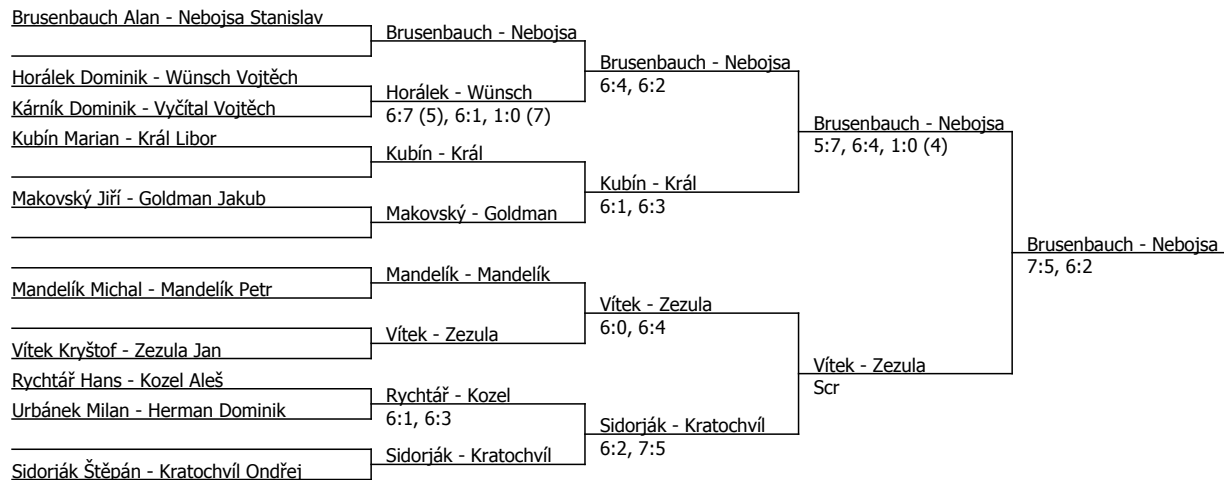 Brusenbauch Alan - Nebojsa Stanislav
Horálek Dominik - Wünsch Vojtěch
Kárník Dominik - Vyčítal Vojtěch
Kubín Marian - Král Libor
Makovský Jiří - Goldman Jakub
Mandelík Michal - Mandelík Petr
Vítek Kryštof - Zezula Jan
Rychtář Hans - Kozel Aleš
Urbánek Milan - Herman Dominik
Sidorják Štěpán - Kratochvíl Ondřej
Brusenbauch - Nebojsa
Horálek - Wünsch
6:7 (5), 6:1, 1:0 (7)
Kubín - Král
Makovský - Goldman
Mandelík - Mandelík
Vítek - Zezula
Rychtář - Kozel
6:1, 6:3
Sidorják - Kratochvíl
Brusenbauch - Nebojsa
6:4, 6:2
Kubín - Král
6:1, 6:3
Vítek - Zezula
6:0, 6:4
Sidorják - Kratochvíl
6:2, 7:5
Brusenbauch - Nebojsa
5:7, 6:4, 1:0 (4)
Vítek - Zezula
Scr
Brusenbauch - Nebojsa
7:5, 6:2